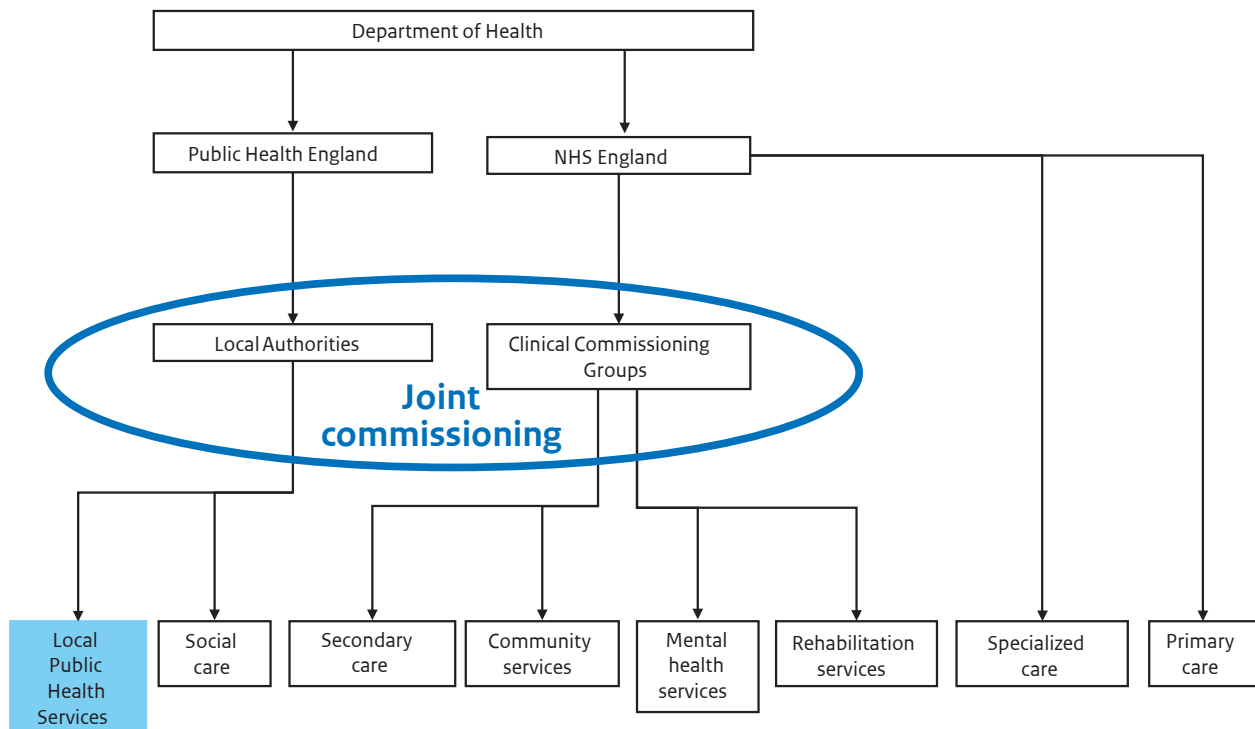 Department of Health
Public Health England
NHS England
Local Authorities
Clinical Commissioning
Groups
Joint
commissioning
Local
Public
Health
Services
Social
care
Secondary
care
Community
services
Mental
health
services
Rehabilitation
services
Specialized
care
Primary
care